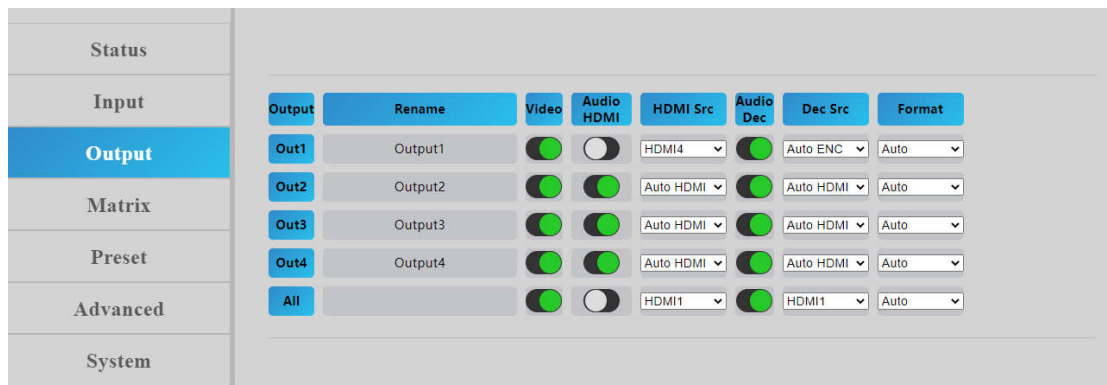 Status
Input
Output
Matrix
Preset
Advanced
System
Output Rename Video Audio HDMI HDMI Src Audio Dec Dec Src Format
Out1 Output1 HDMI4 Auto ENC Auto
Out2 Output2 Auto HDMI Auto HDMI Auto
Out3 Output3 Auto HDMI Auto HDMI Auto
Out4 Output4 Auto HDMI Auto HDMI Auto
All HDMI1 HDMI1 Auto